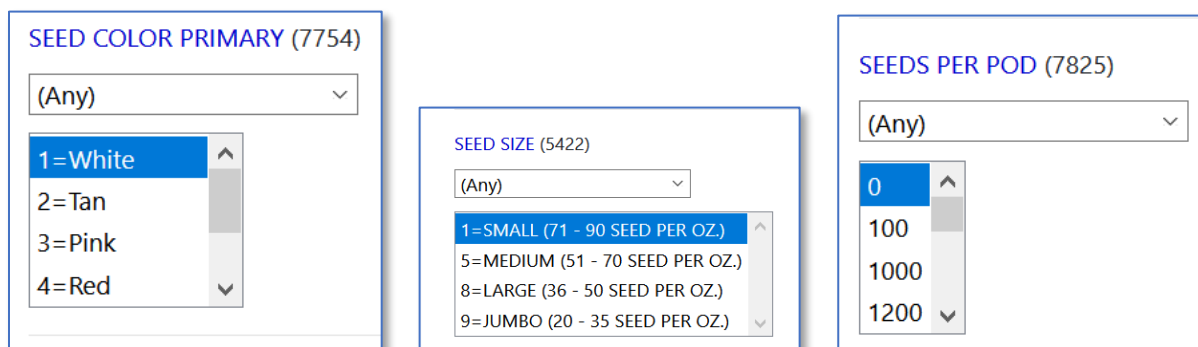 SEED COLOR PRIMARY (7754)
(Any)
1=White
2=Tan
3=Pink
4=Red
SEED SIZE (5422)
(Any)
1=SMALL (71 - 90 SEED PER OZ.)
5=MEDIUM (51 - 70 SEED PER OZ.)
8=LARGE (36 - 50 SEED PER OZ.)
9=JUMBO (20 - 35 SEED PER OZ.)
SEEDS PER POD (7825)
(Any)
0
100
1000
1200